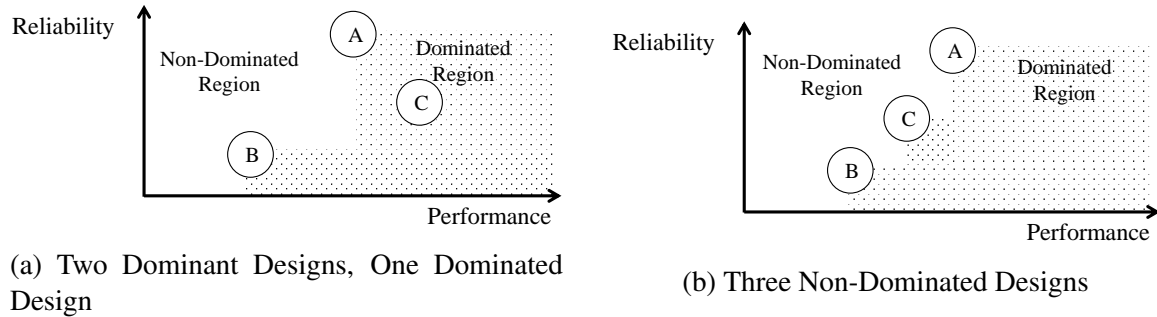 Reliability
A
Non-Dominated
Region
Dominated
Region
C
B
Performance
(a) Two Dominant Designs, One Dominated
Design
Reliability
A
Non-Dominated
Region
Dominated
Region
C
B
Performance
(b) Three Non-Dominated Designs